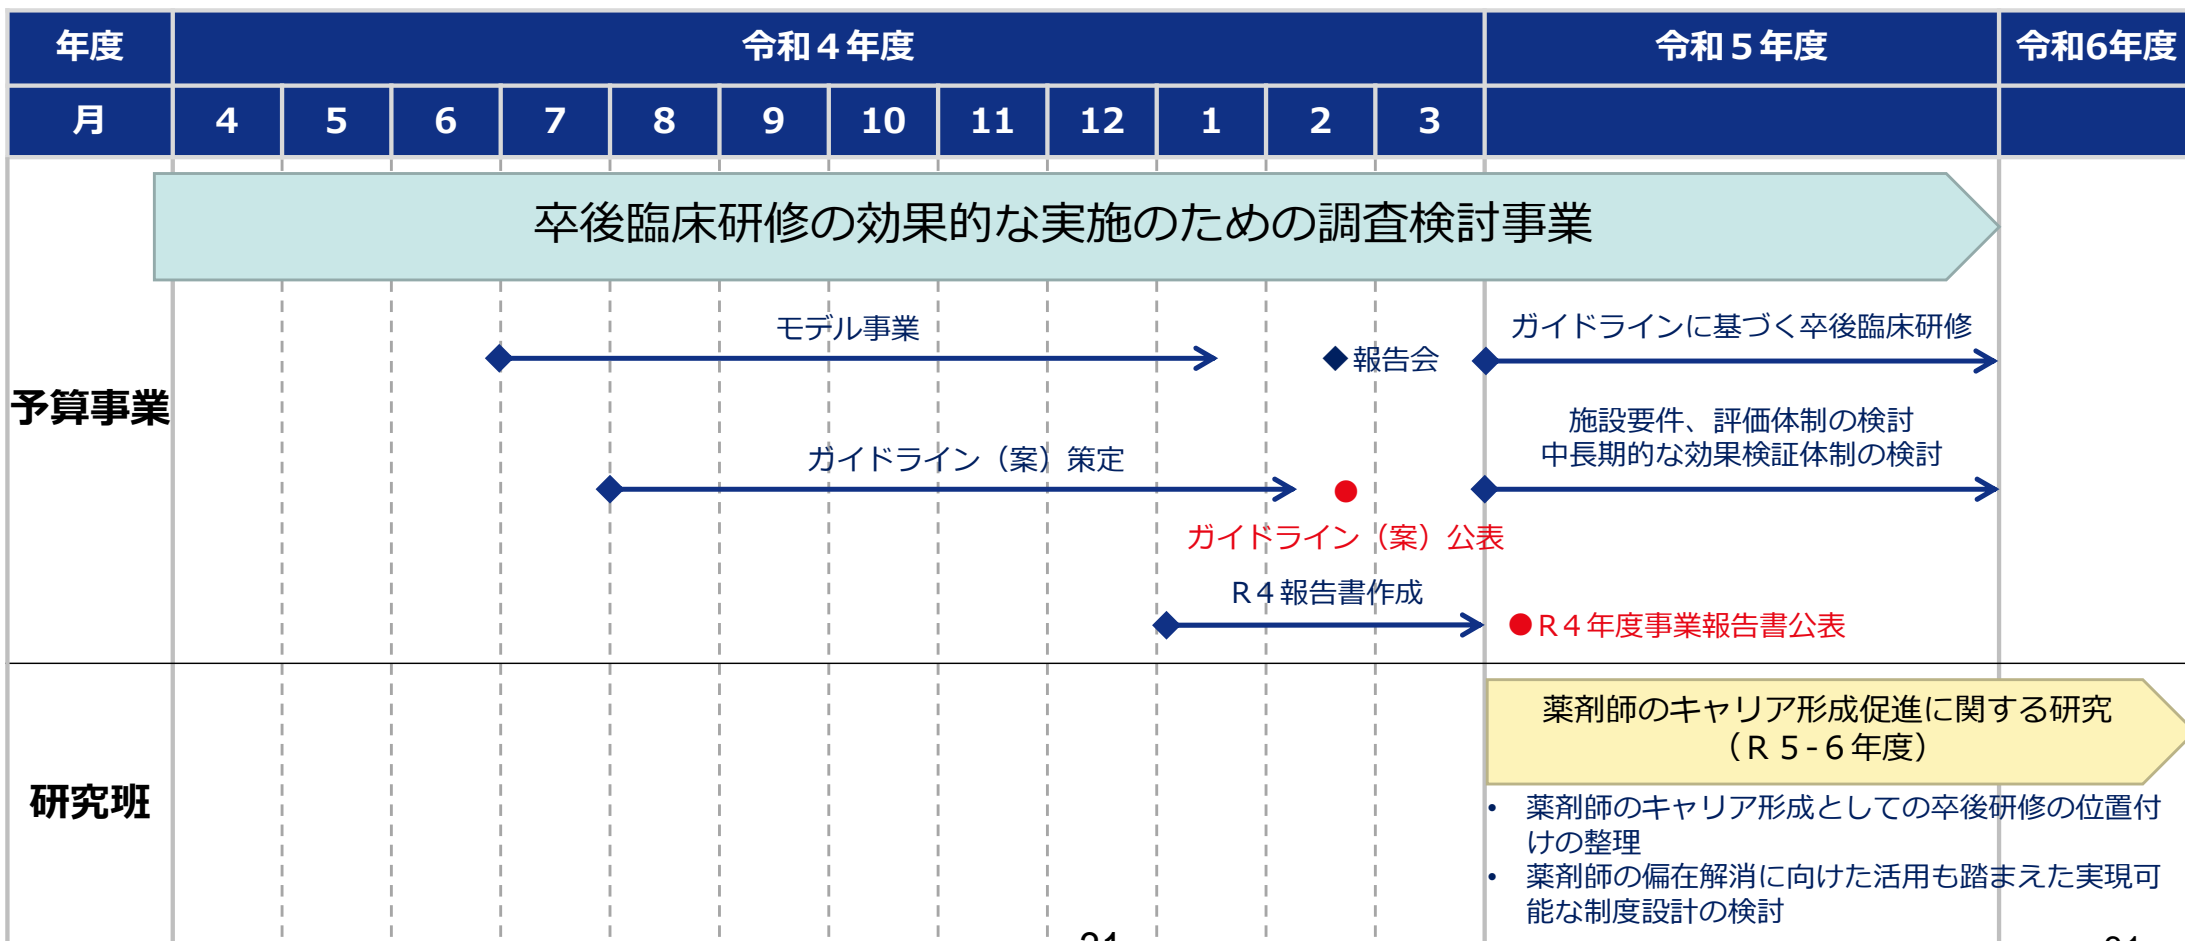 年度 令和４年度 令和５年度 令和6年度
月 4 5 6 7 8 9 10 11 12 1 2 3
卒後臨床研修の効果的な実施のための調査検討事業
予算事業
モデル事業
◆報告会
ガイドラインに基づく卒後臨床研修
ガイドライン（案）策定
施設要件、評価体制の検討
中長期的な効果検証体制の検討
ガイドライン（案）公表
R４報告書作成
●R４年度事業報告書公表
研究班
薬剤師のキャリア形成促進に関する研究
（R５-６年度）
• 薬剤師のキャリア形成としての卒後研修の位置付
けの整理
• 薬剤師の偏在解消に向けた活用も踏まえた実現可
能な制度設計の検討